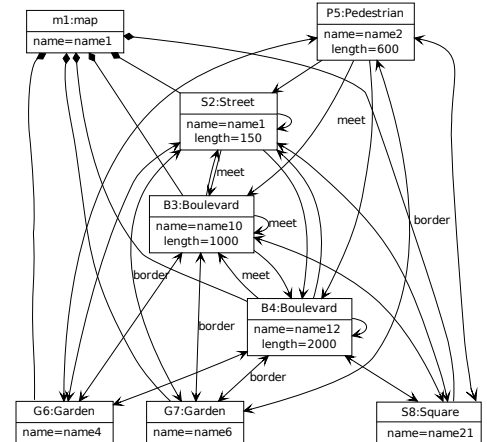 m1:map
name=name1
P5:Pedestrian
name=name2
length=600
S2:Street
name=name1
length=150
meet
meet
B3:Boulevard
name=name10
length=1000
meet
border
border
meet
B4:Boulevard
name=name12
length=2000
border
border
G6:Garden
name=name4
G7:Garden
name=name6
S8:Square
name=name21